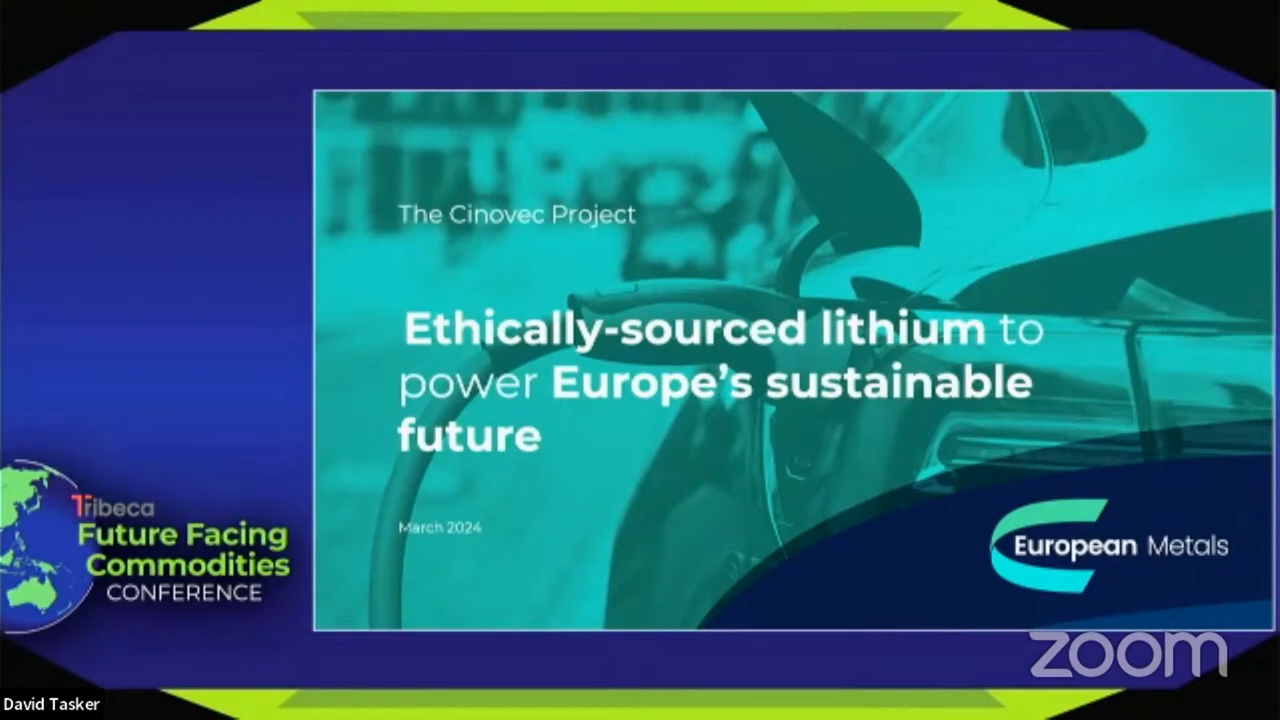 The Cinovec Project
Ethically-sourced lithium to
power Europe's sustainable
future
March 2024
European Metals
Tribeca
Future Facing
Commodities
CONFERENCE
zoom
David Tasker